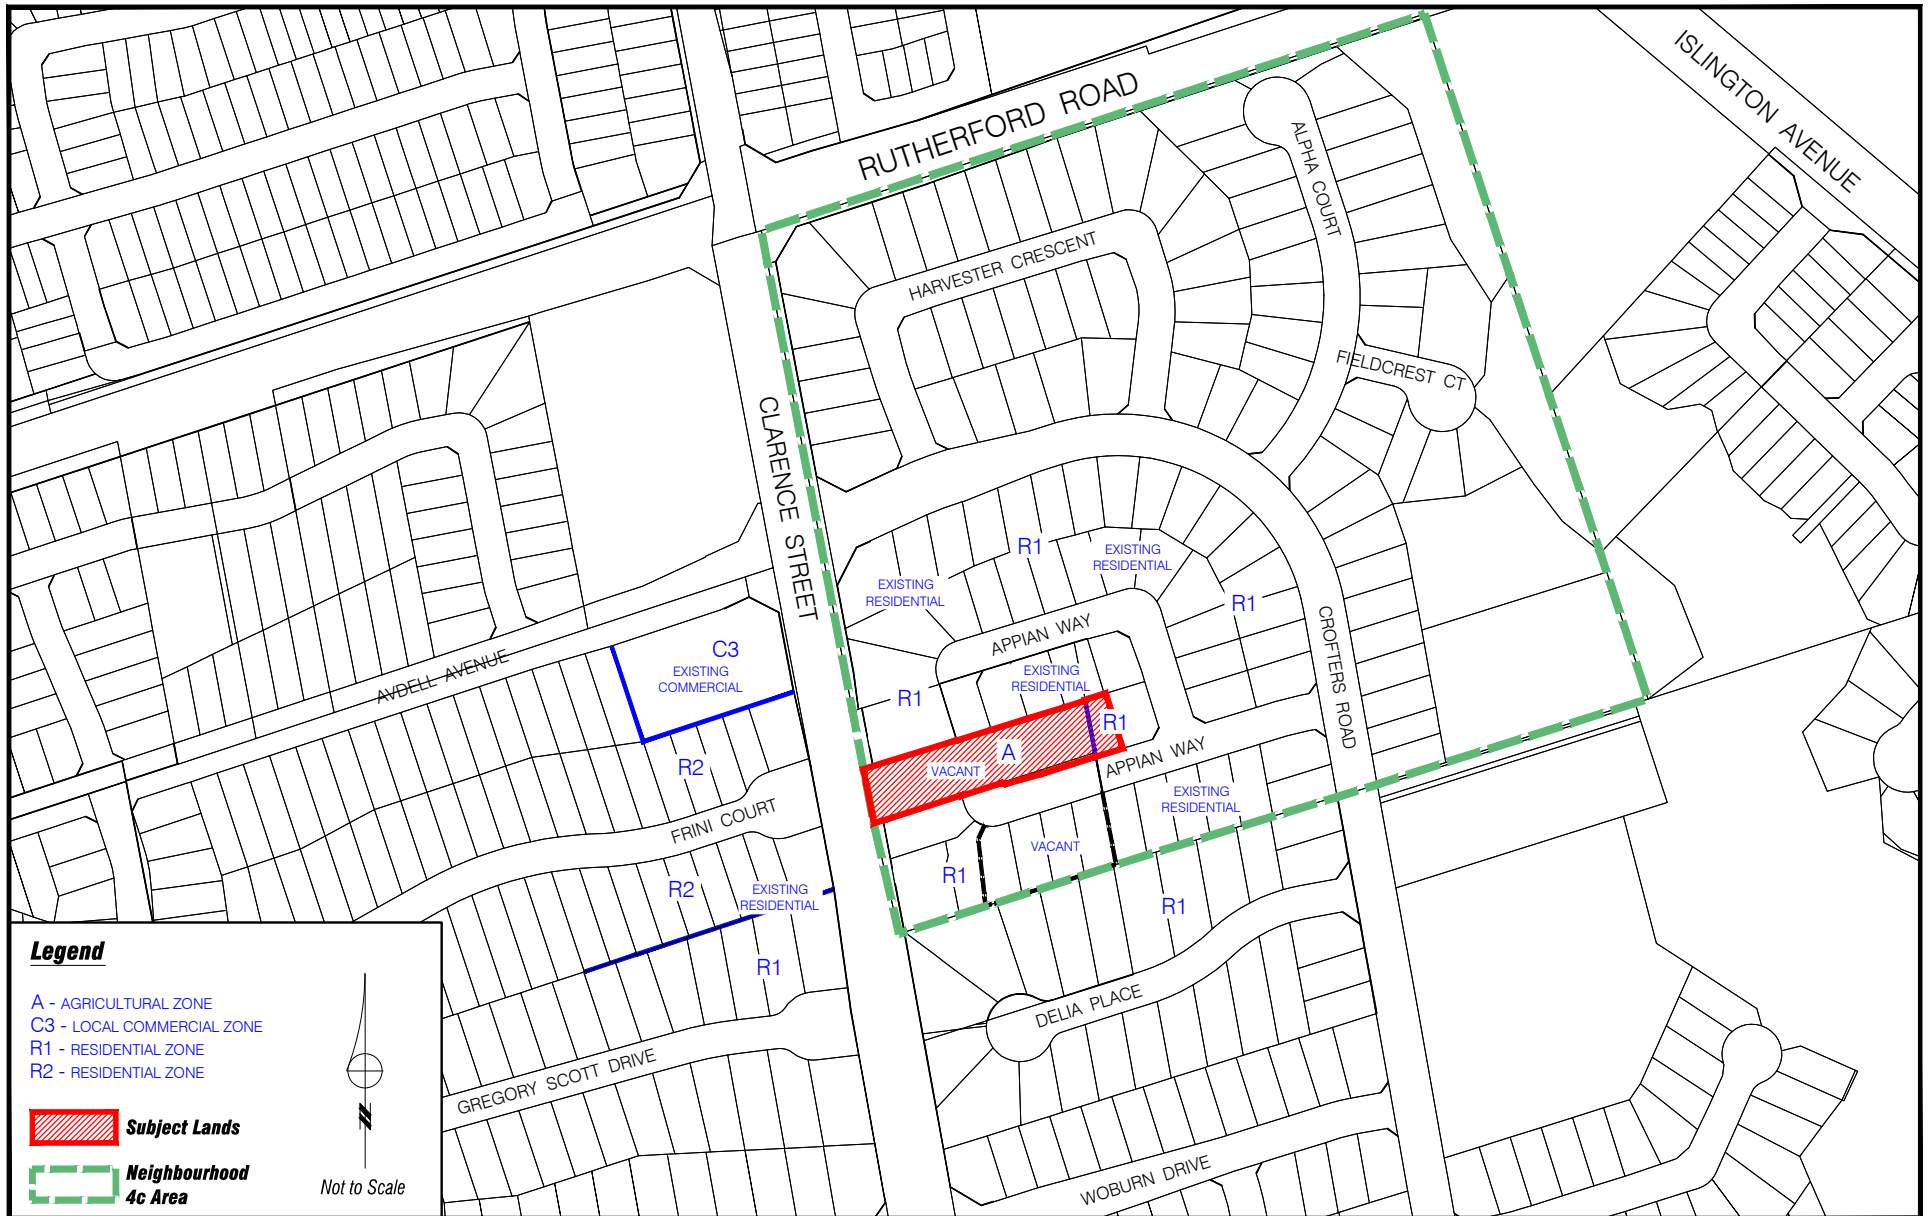 ISLINGTON AVENUE
RUTHERFORD ROAD
ALPHA COURT
HARVESTER CRESCENT
FIELDCREST CT
CLARENCE STREET
R1
EXISTING
RESIDENTIAL
EXISTING
RESIDENTIAL
R1
APPIAN WAY
CROFTERS ROAD
C3
EXISTING
COMMERCIAL
AVDELL AVENUE
EXISTING
RESIDENTIAL
R1
R1
A
VACANT
APPIAN WAY
R2
EXISTING
RESIDENTIAL
FRINI COURT
VACANT
R1
R2
EXISTING
RESIDENTIAL
R1
R1
DELIA PLACE
GREGORY SCOTT DRIVE
WOBURN DRIVE
Legend
A - AGRICULTURAL ZONE
C3 - LOCAL COMMERCIAL ZONE
R1 - RESIDENTIAL ZONE
R2 - RESIDENTIAL ZONE
Subject Lands
Neighbourhood
4c Area
N
Not to Scale